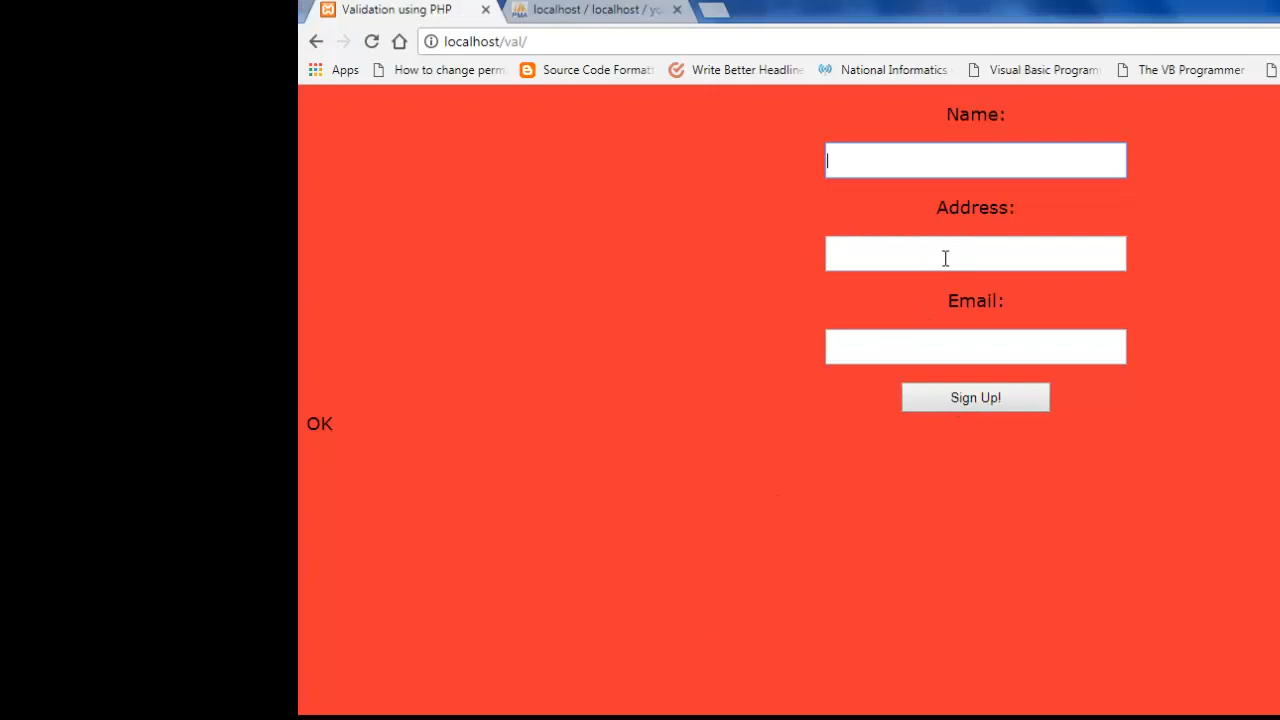 Validation using PHP
localhost / localhost / yo
localhost/val/
Apps How to change perm Source Code Format Write Better Headline National Informatics Visual Basic Program The VB Programmer
Name:
Address:
Email:
Sign Up!
OK